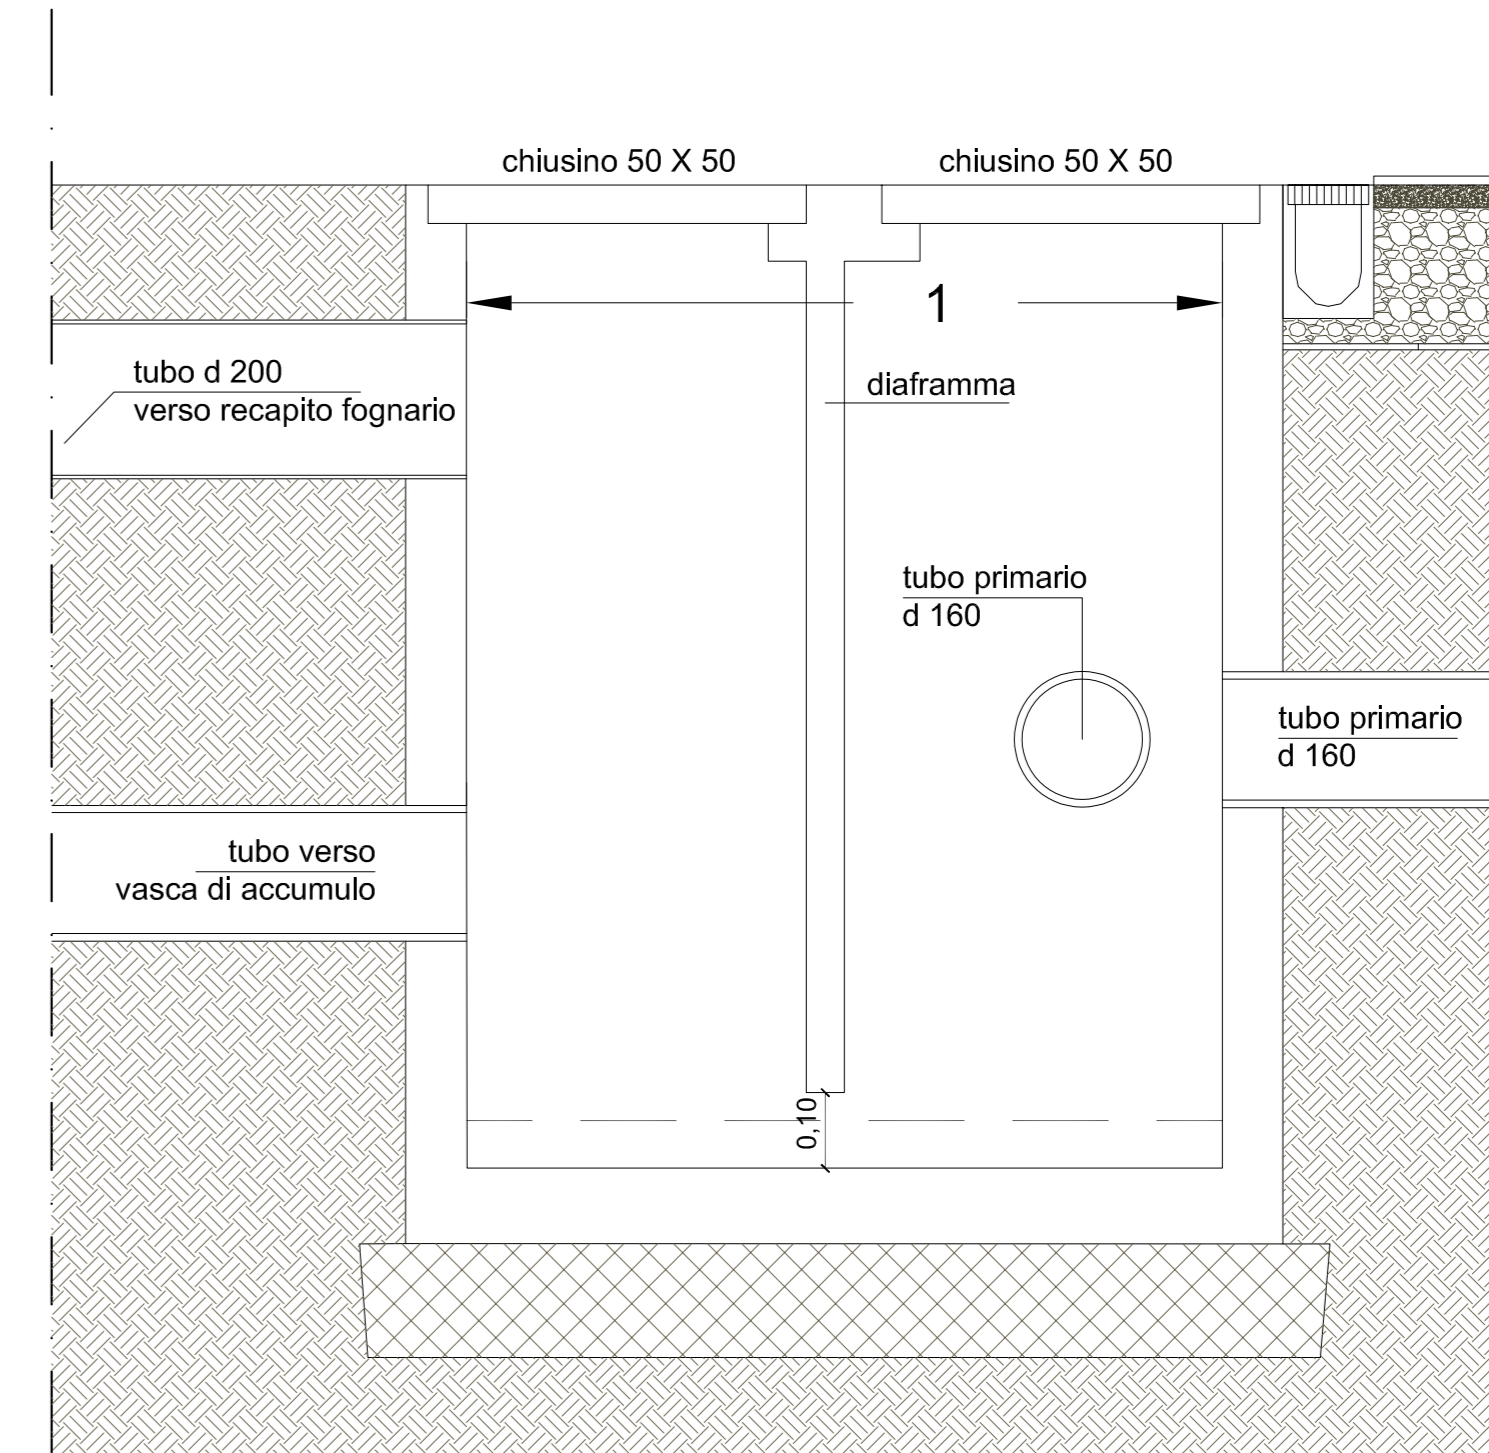 chiusino 50 X 50
chiusino 50 X 50
1
tubo d 200
verso recapito fognario
diaframma
tubo primario
d 160
tubo primario
d 160
tubo verso
vasca di accumulo
0,10